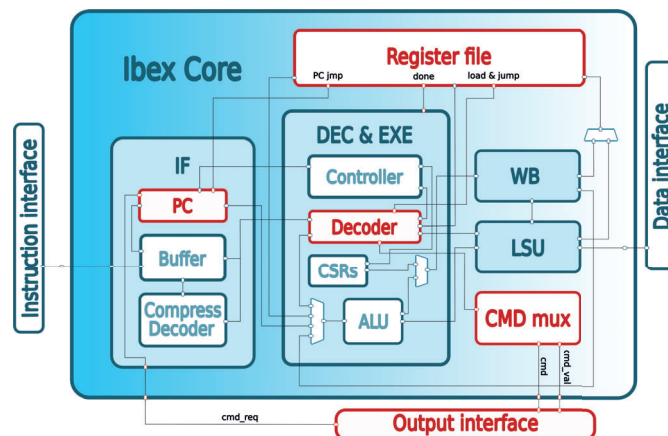 Ibex Core
Register file
PC jmp
done
load & jump
Instruction interface
Data interface
IF
PC
Buffer
Compress
Decoder
DEC & EXE
Controller
Decoder
CSRs
ALU
WB
LSU
CMD mux
cmd
cmd_val
cmd_req
Output interface